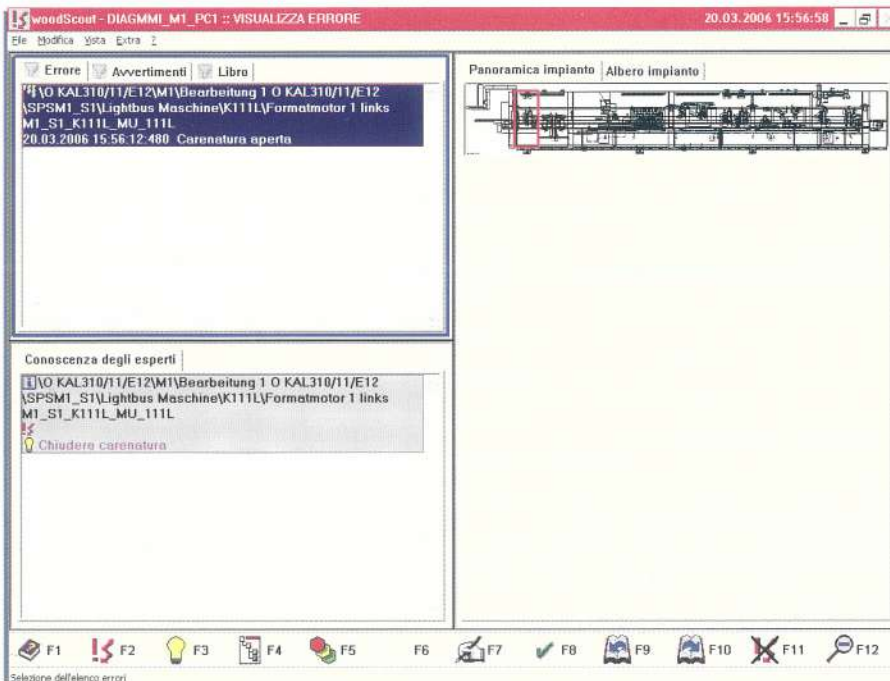 woodScout - DIAGMMI_M1_PC1 :: VISUALIZZA ERRORE 20.03.2006 15:56:58
File Modifica Vista Extra ?
Errore Avvertimenti Libro
\O KAL310/11/E12\M1\Bearbeitung 1 O KAL310/11/E12
\SPSM1_S1\Lightbus Maschine\K111L\Formatmotor 1 links
M1_S1_K111L_MU_111L
20.03.2006 15:56:12:480 Carenatura aperta
Panoramica impianto Albero impianto
Conoscenza degli esperti
\O KAL310/11/E12\M1\Bearbeitung 1 O KAL310/11/E12
\SPSM1_S1\Lightbus Maschine\K111L\Formatmotor 1 links
M1_S1_K111L_MU_111L
Chiudere carenatura
F1 F2 F3 F4 F5 F6 F7 F8 F9 F10 F11 F12
Selezione dell'elenco errori